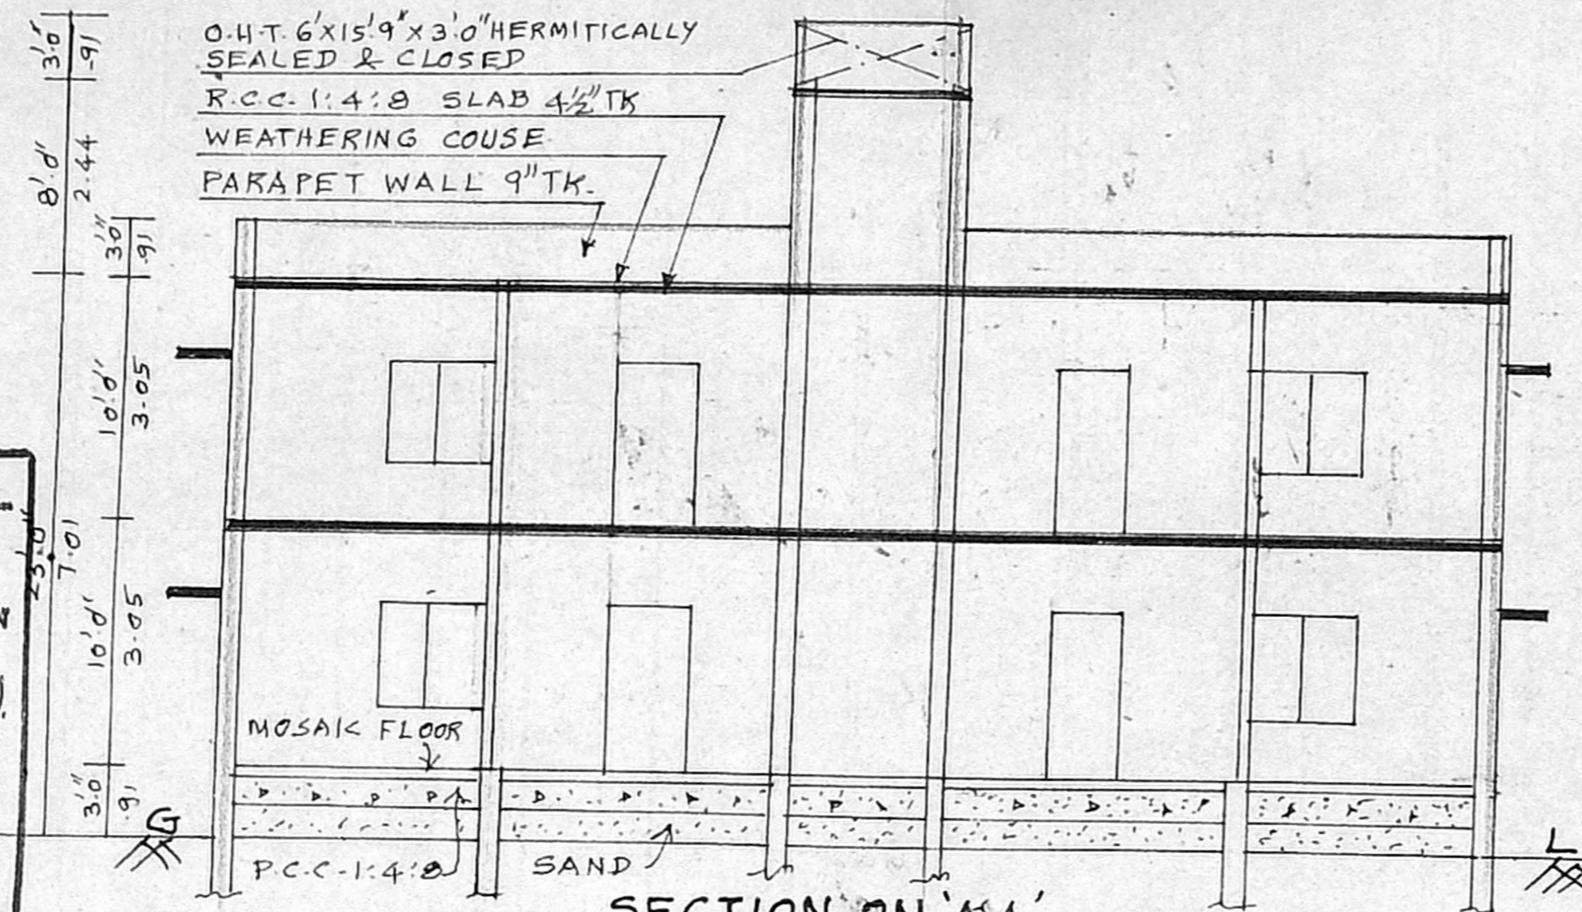 O.H.T. 6'X15'.9"X3'.0" HERMITICALLY
SEALED & CLOSED
R.C.C. 1:4:8 SLAB 4½" TK
WEATHERING COUSE
PARAPET WALL 9" TK.
3'.0"
.91
8'.0"
2.44
3'.0"
.91
10'.0"
3.05
23'.0"
7.01
10'.0"
3.05
3'.0"
.91
MOSAIC FLOOR
G
L
P.C.C-1:4:8
SAND
SECTION ON 'AA'